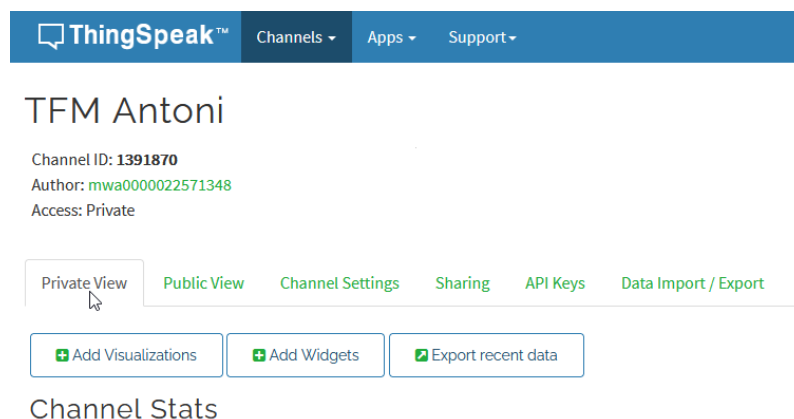 ThingSpeak™ Channels Apps Support
TFM Antoni
Channel ID: 1391870
Author: mwa0000022571348
Access: Private
Private View Public View Channel Settings Sharing API Keys Data Import / Export
Add Visualizations Add Widgets Export recent data
Channel Stats